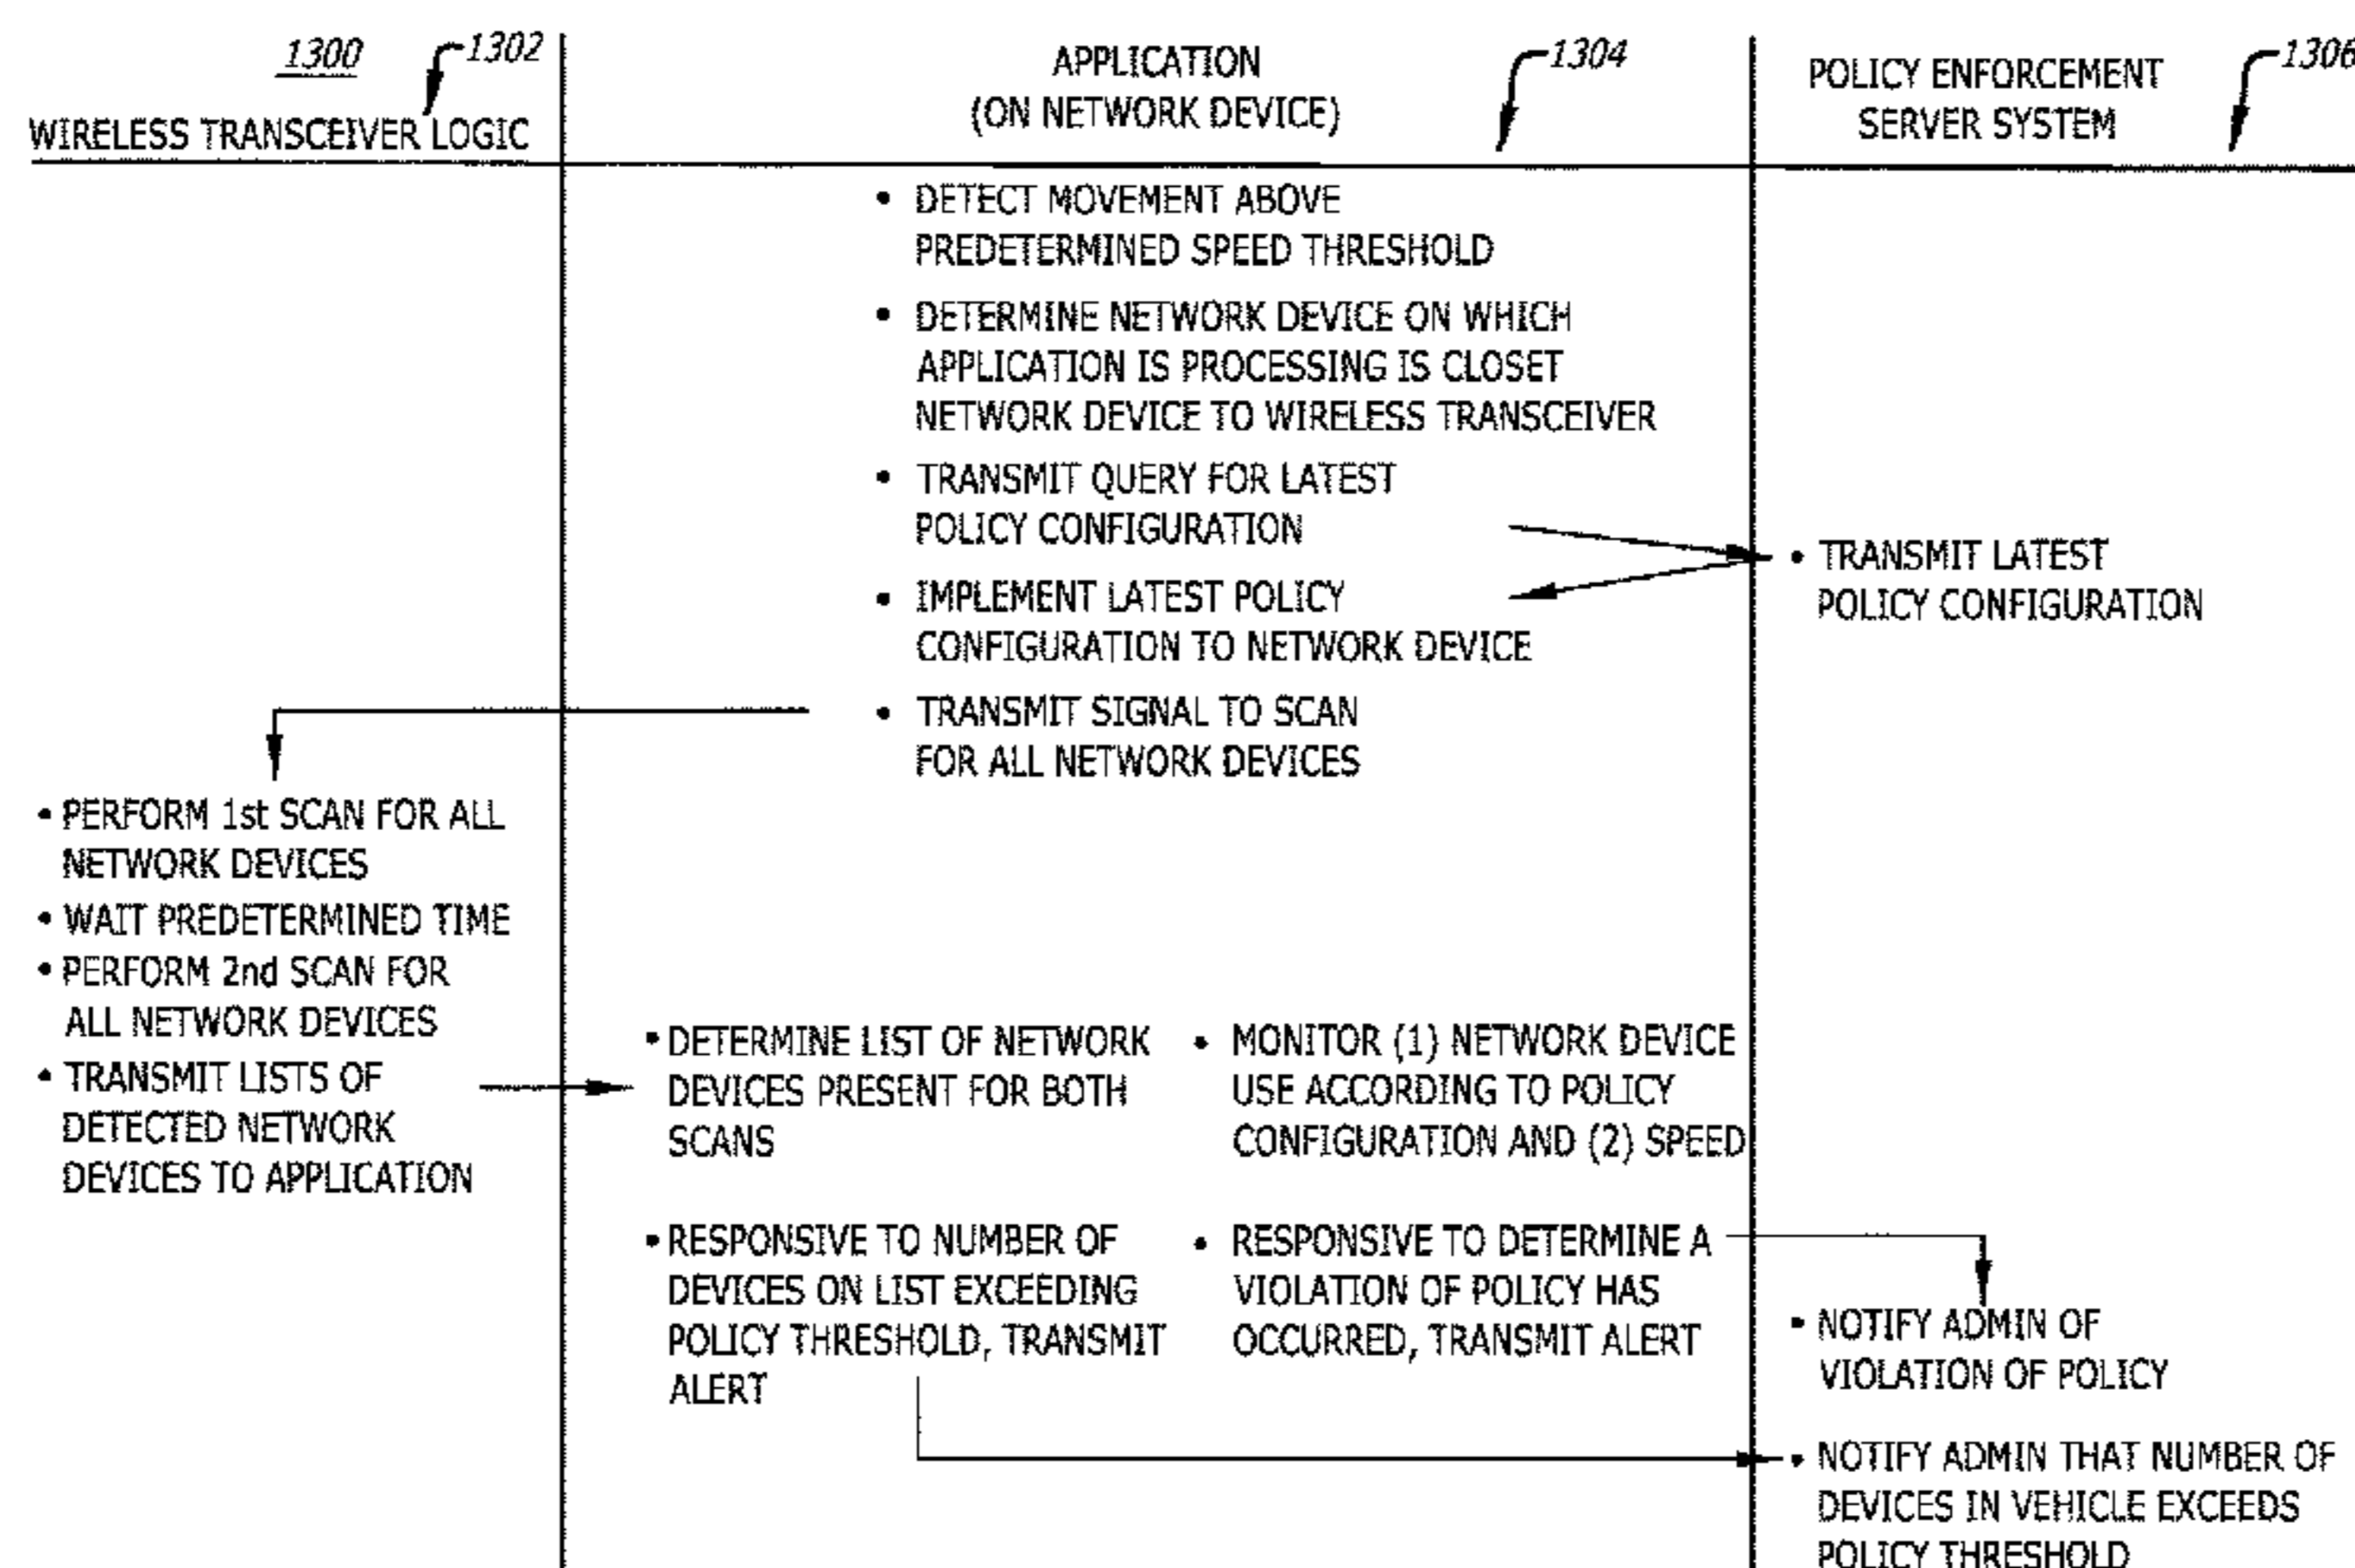 1300
1302
WIRELESS TRANSCEIVER LOGIC
APPLICATION
(ON NETWORK DEVICE)
1304
POLICY ENFORCEMENT
SERVER SYSTEM
1306
• DETECT MOVEMENT ABOVE
PREDETERMINED SPEED THRESHOLD
• DETERMINE NETWORK DEVICE ON WHICH
APPLICATION IS PROCESSING IS CLOSET
NETWORK DEVICE TO WIRELESS TRANSCEIVER
• TRANSMIT QUERY FOR LATEST
POLICY CONFIGURATION
• TRANSMIT LATEST
POLICY CONFIGURATION
• IMPLEMENT LATEST POLICY
CONFIGURATION TO NETWORK DEVICE
• TRANSMIT SIGNAL TO SCAN
FOR ALL NETWORK DEVICES
• PERFORM 1st SCAN FOR ALL
NETWORK DEVICES
• WAIT PREDETERMINED TIME
• PERFORM 2nd SCAN FOR
ALL NETWORK DEVICES
• TRANSMIT LISTS OF
DETECTED NETWORK
DEVICES TO APPLICATION
• DETERMINE LIST OF NETWORK
DEVICES PRESENT FOR BOTH
SCANS
• RESPONSIVE TO NUMBER OF
DEVICES ON LIST EXCEEDING
POLICY THRESHOLD, TRANSMIT
ALERT
• MONITOR (1) NETWORK DEVICE
USE ACCORDING TO POLICY
CONFIGURATION AND (2) SPEED
• RESPONSIVE TO DETERMINE A
VIOLATION OF POLICY HAS
OCCURRED, TRANSMIT ALERT
• NOTIFY ADMIN OF
VIOLATION OF POLICY
• NOTIFY ADMIN THAT NUMBER OF
DEVICES IN VEHICLE EXCEEDS
POLICY THRESHOLD